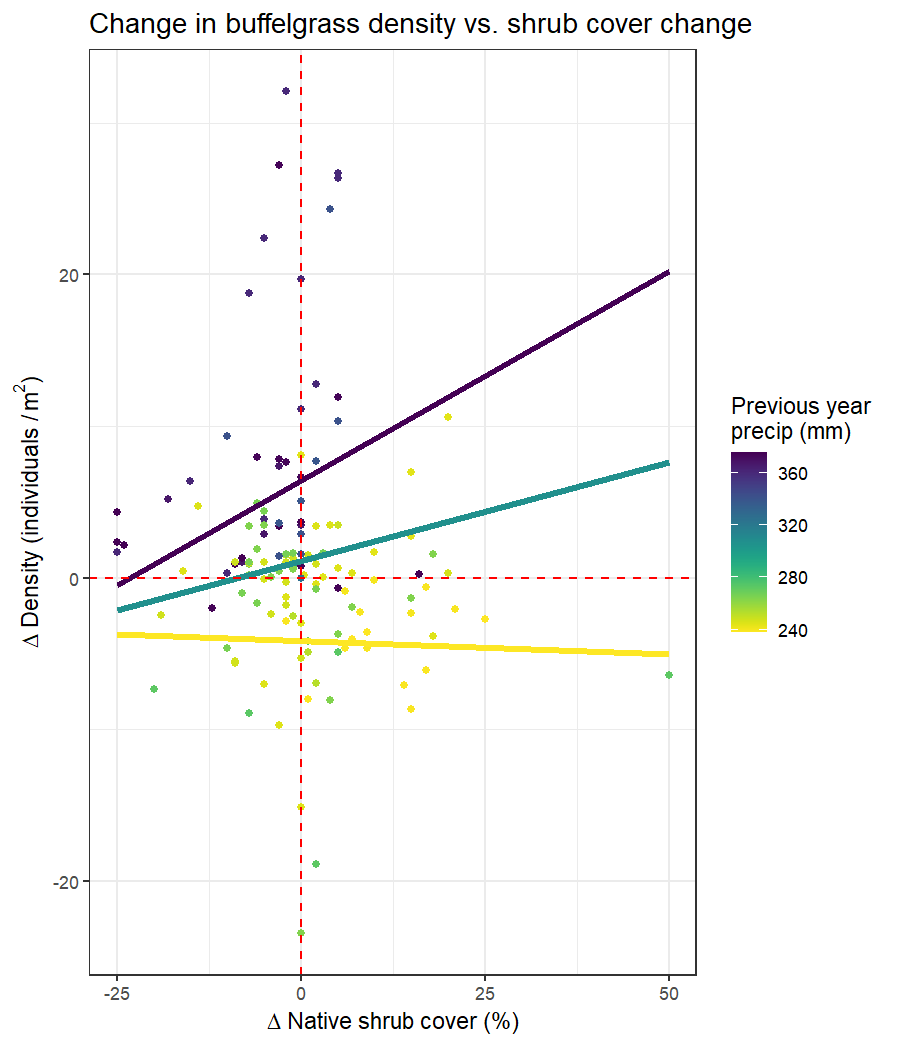 Change in buffelgrass density vs. shrub cover change
Δ Density (individuals / m²)
20
0
-20
-25
0
25
50
Δ Native shrub cover (%)
Previous year
precip (mm)
360
320
280
240